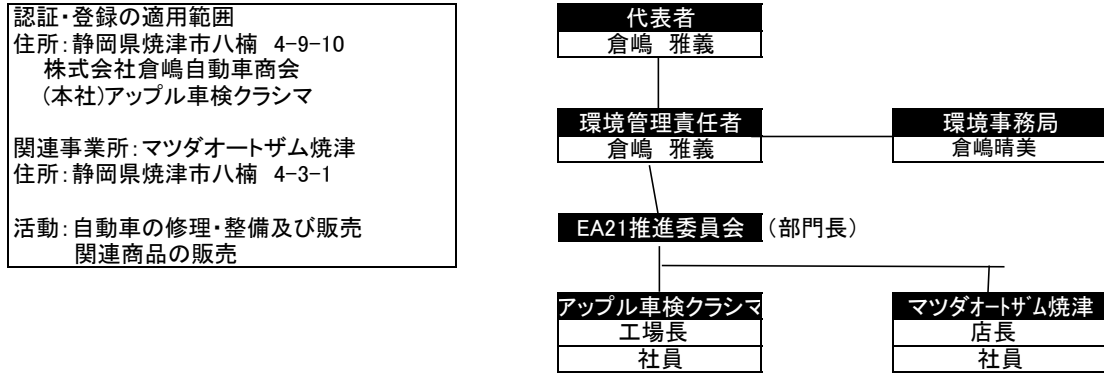 認証・登録の適用範囲
住所：静岡県焼津市八楠 4-9-10
株式会社倉嶋自動車商会
(本社)アップル車検クラシマ
関連事業所：マツダオートザム焼津
住所：静岡県焼津市八楠 4-3-1
活動：自動車の修理・整備及び販売
関連商品の販売
代表者
倉嶋 雅義
環境管理責任者
倉嶋 雅義
環境事務局
倉嶋晴美
EA21推進委員会 （部門長）
アップル車検クラシマ
工場長
社員
マツダオートザム焼津
店長
社員